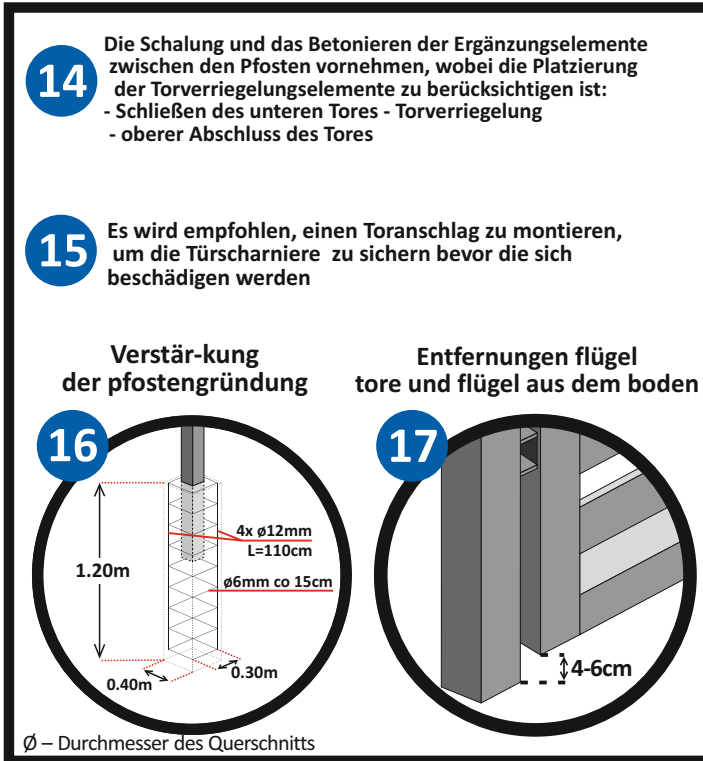 14
Die Schalung und das Betonieren der Ergänzungselemente
zwischen den Pfosten vornehmen, wobei die Platzierung
der Torverriegelungselemente zu berücksichtigen ist:
- Schließen des unteren Tores - Torverriegelung
- oberer Abschluss des Tores
15
Es wird empfohlen, einen Toranschlag zu montieren,
um die Türscharniere zu sichern bevor die sich
beschädigen werden
Verstär-kung
der pfostengründung
16
1.20m
4x ø12mm
L=110cm
ø6mm co 15cm
0.40m
0.30m
Entfernungen flügel
tore und flügel aus dem boden
17
4-6cm
Ø – Durchmesser des Querschnitts